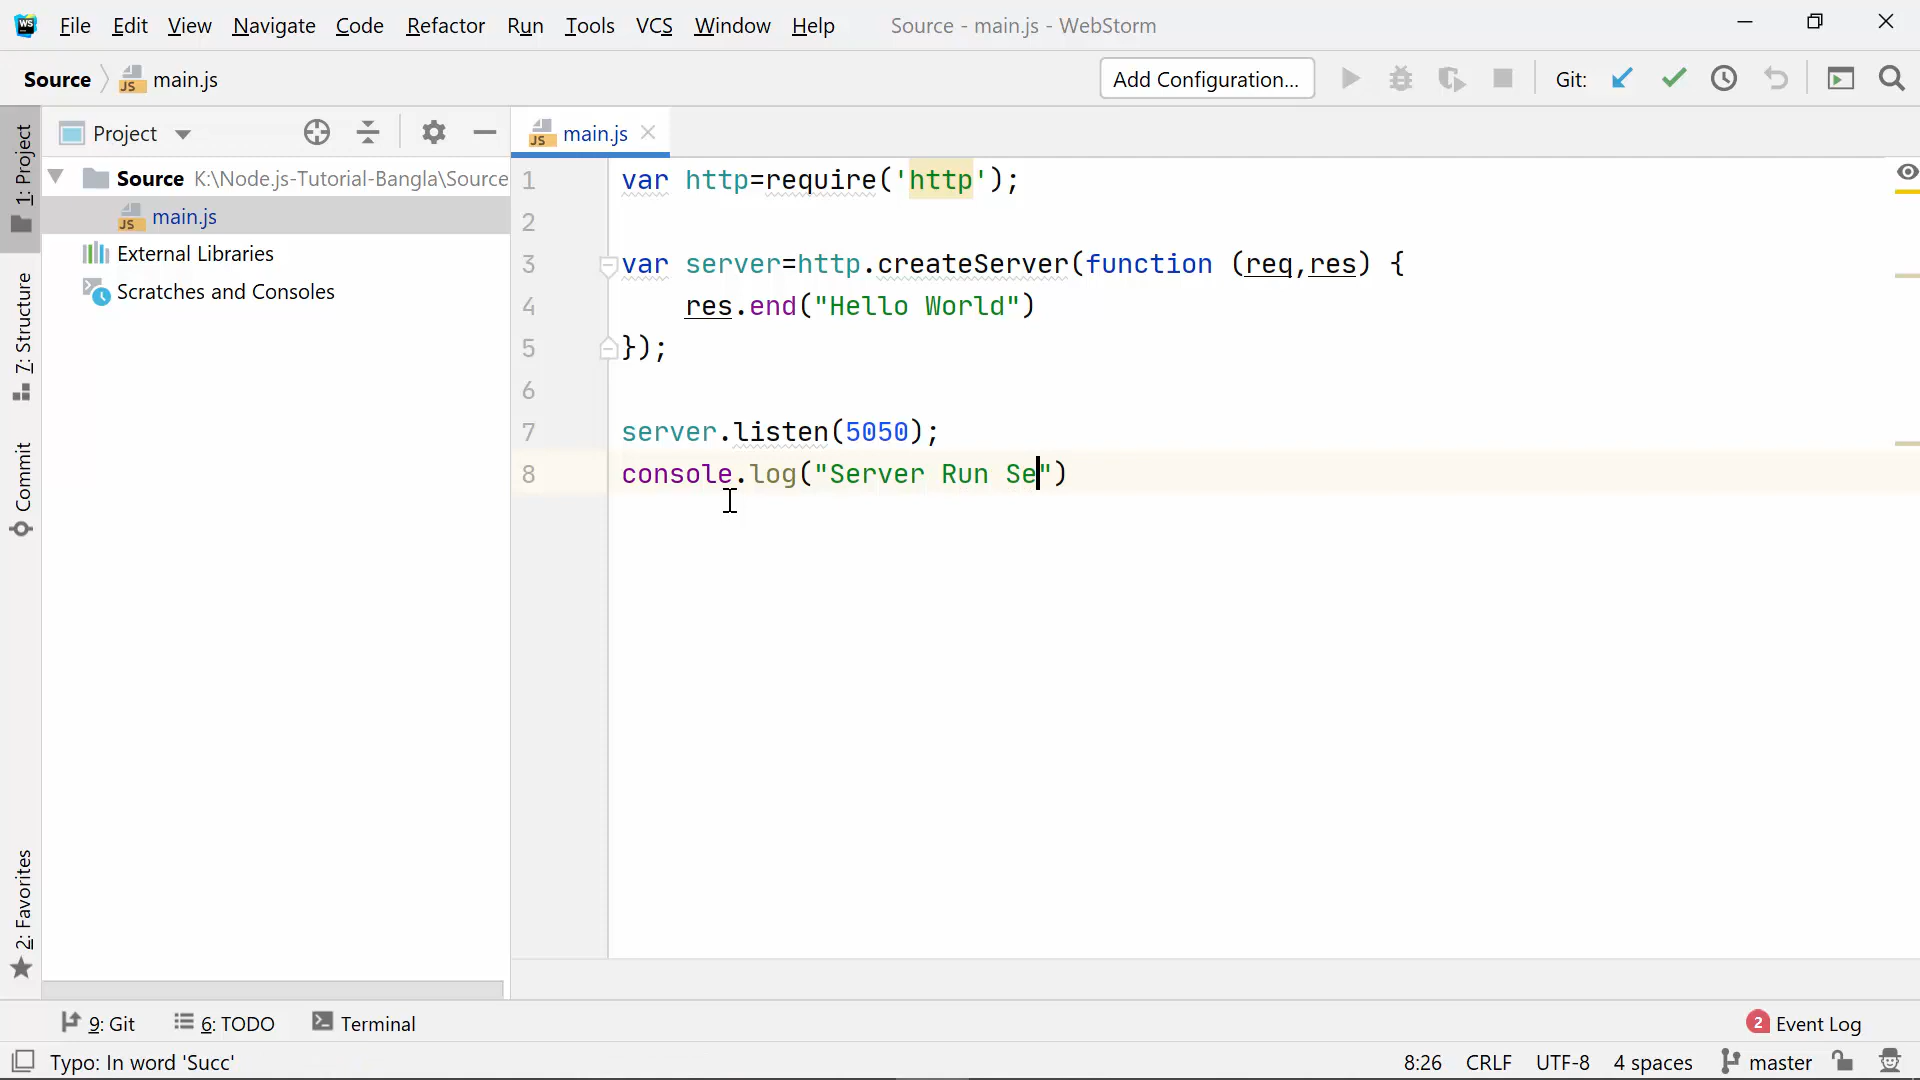 WS File Edit View Navigate Code Refactor Run Tools VCS Window Help Source - main.js - WebStorm
Source main.js Add Configuration... Git:
1: Project
7: Structure
Commit
2: Favorites
Project
Source K:\Node.js-Tutorial-Bangla\Source
main.js
External Libraries
Scratches and Consoles
main.js
1 var http=require('http');
2
3 var server=http.createServer(function (req,res) {
4 res.end("Hello World")
5 });
6
7 server.listen(5050);
8 console.log("Server Run Se")
9: Git 6: TODO Terminal 2 Event Log
Typo: In word 'Succ' 8:26 CRLF UTF-8 4 spaces master